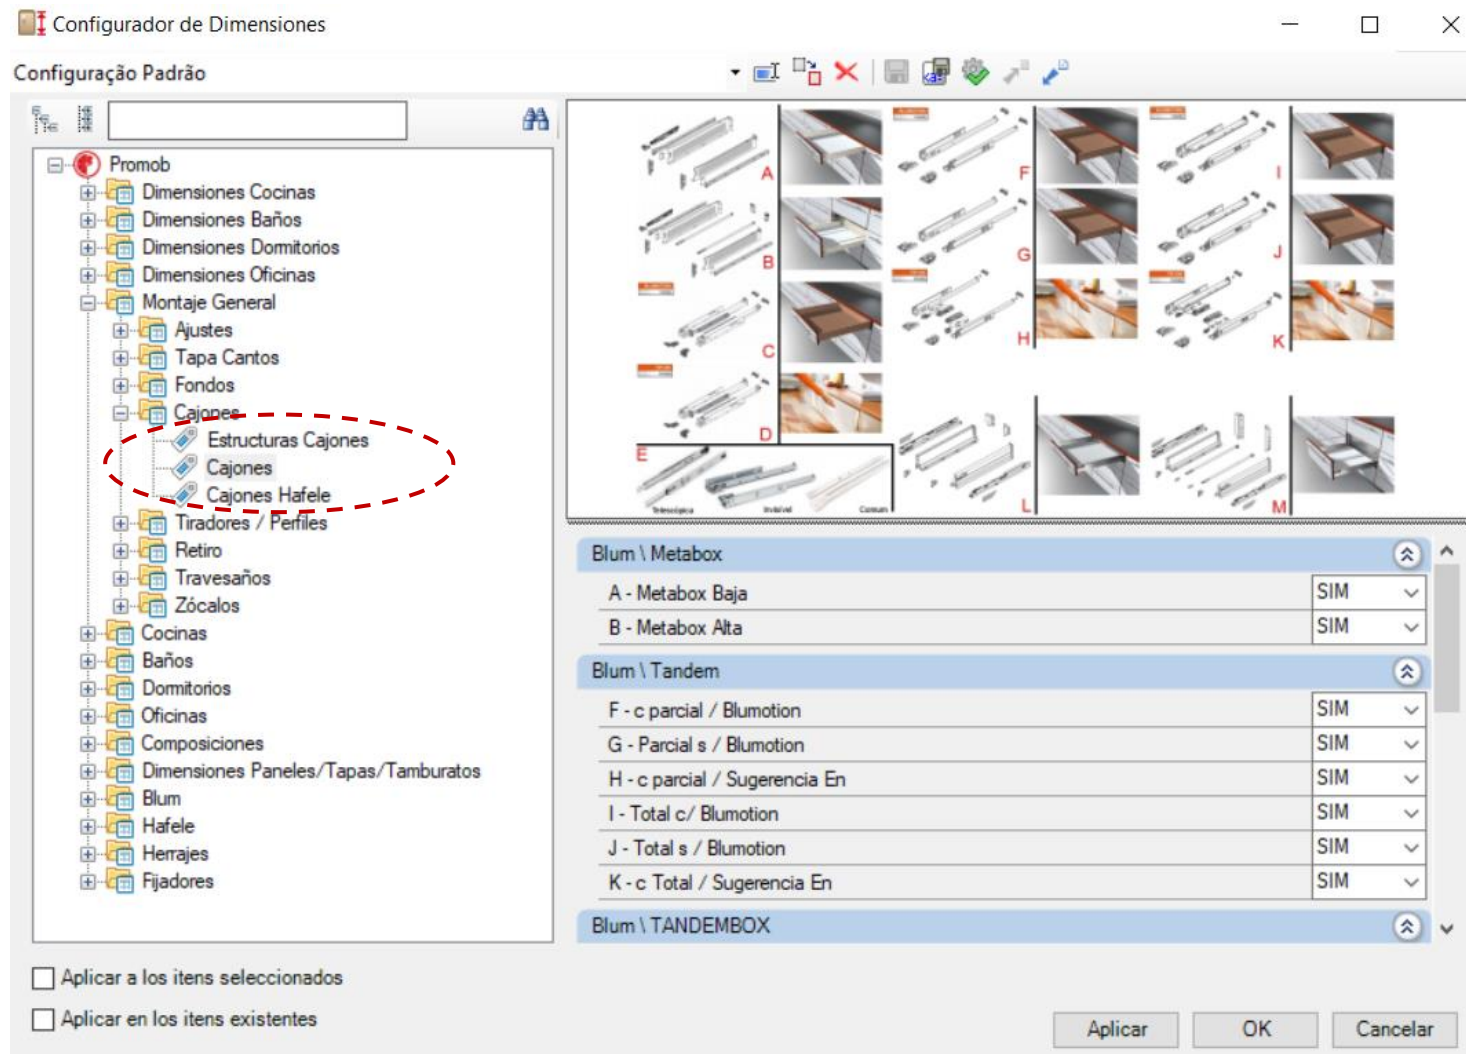 Configurador de Dimensiones
Configuração Padrão
Promob
Dimensiones Cocinas
Dimensiones Baños
Dimensiones Dormitorios
Dimensiones Oficinas
Montaje General
Ajustes
Tapa Cantos
Fondos
Cajones
Estructuras Cajones
Cajones
Cajones Hafele
Tiradores / Perfiles
Retiro
Travesaños
Zócalos
Cocinas
Baños
Dormitorios
Oficinas
Composiciones
Dimensiones Paneles/Tapas/Tamburatos
Blum
Hafele
Herrajes
Fijadores
A
B
C
D
E
Telescópica
Invisível
Comum
F
G
H
L
I
J
K
M
Blum \ Metabox
A - Metabox Baja SIM
B - Metabox Alta SIM
Blum \ Tandem
F - c parcial / Blumotion SIM
G - Parcial s / Blumotion SIM
H - c parcial / Sugerencia En SIM
I - Total c/ Blumotion SIM
J - Total s / Blumotion SIM
K - c Total / Sugerencia En SIM
Blum \ TANDEMBOX
Aplicar a los itens seleccionados
Aplicar en los itens existentes
Aplicar OK Cancelar